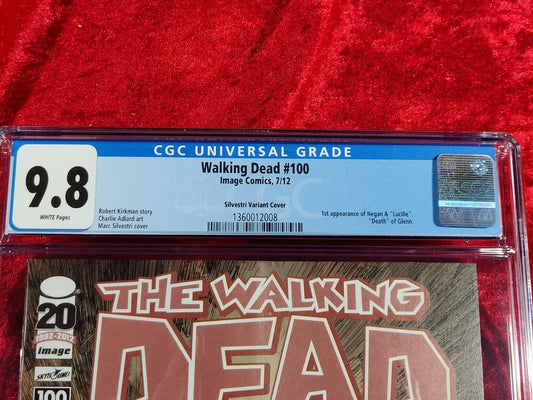 CGC UNIVERSAL GRADE
9.8
WHITE Pages
Walking Dead #100
Image Comics, 7/12
Silvestri Variant Cover
1360012008
Robert Kirkman story
Charlie Adlard art
Marc Silvestri cover
1st appearance of Negan & "Lucille".
"Death" of Glenn.
20
1992-2012
image
SKYBOUND
100
THE WALKING
DEAD